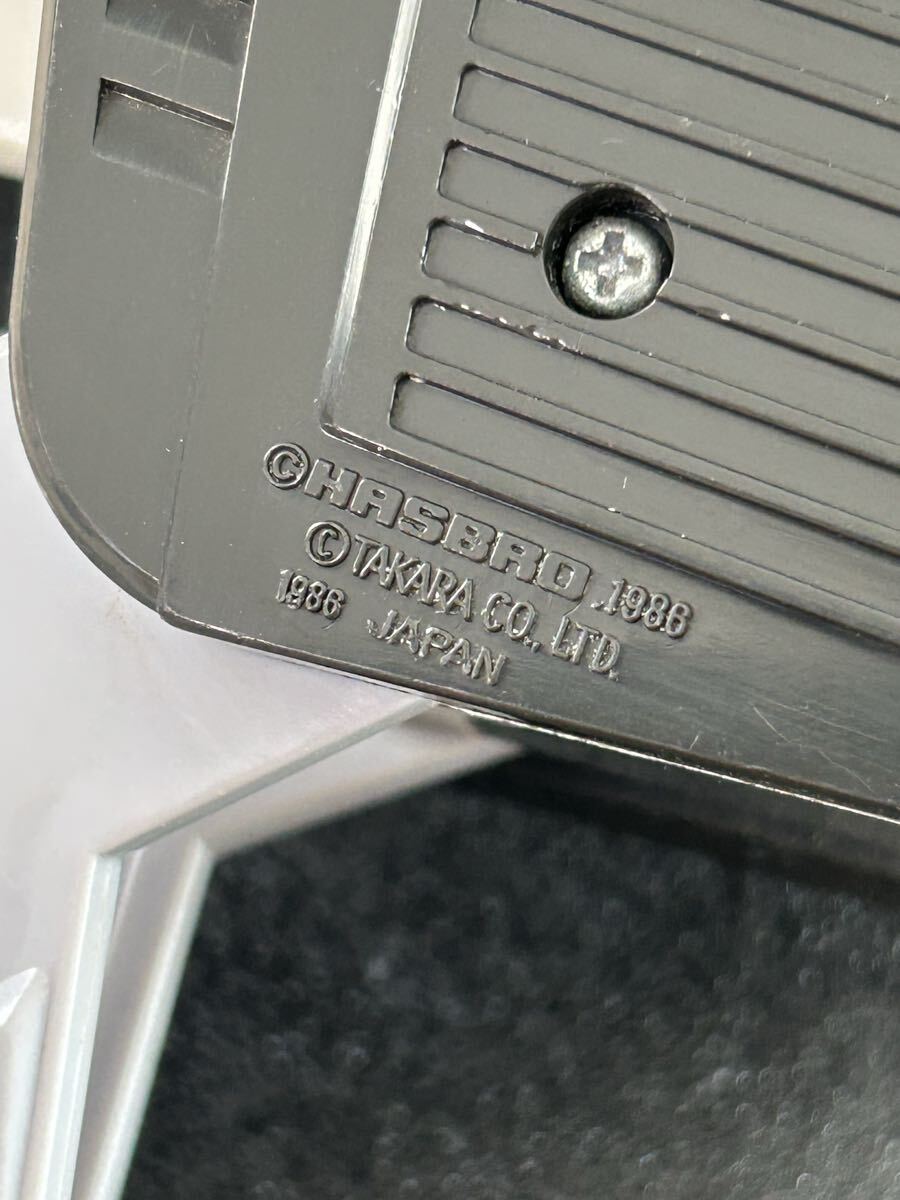 ©HASBRO 1986
©TAKARA CO., LTD.
1986 JAPAN